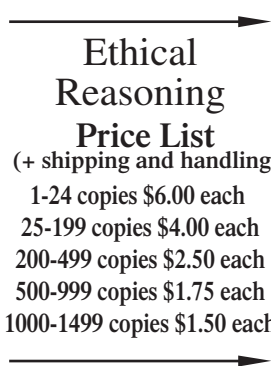 Ethical
Reasoning
Price List
(+ shipping and handling
1-24 copies $6.00 each
25-199 copies $4.00 each
200-499 copies $2.50 each
500-999 copies $1.75 each
1000-1499 copies $1.50 each